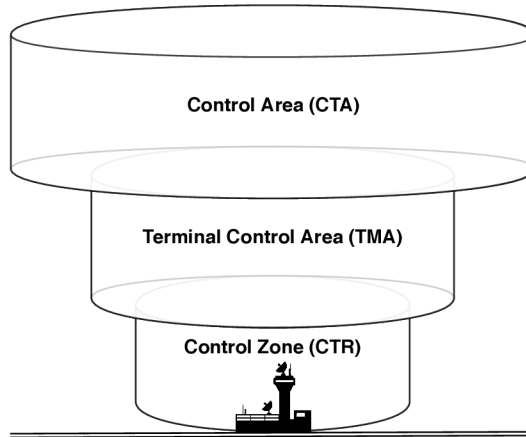 Control Area (CTA)
Terminal Control Area (TMA)
Control Zone (CTR)